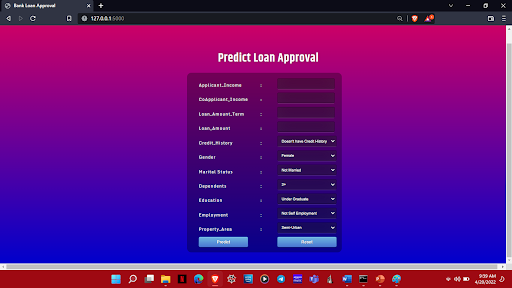 Bank Loan Approval
127.0.0.1:5000
Predict Loan Approval
Applicant_Income :
CoApplicant_Income :
Loan_Amount_Term :
Loan_Amount :
Credit_History : Doesn't have Credit History
Gender : Female
Marital Status : Not Married
Dependents : 3+
Education : Under Graduate
Employment : Not Self Employment
Property_Area : Semi-Urban
Predict Reset
9:39 AM
4/29/2022